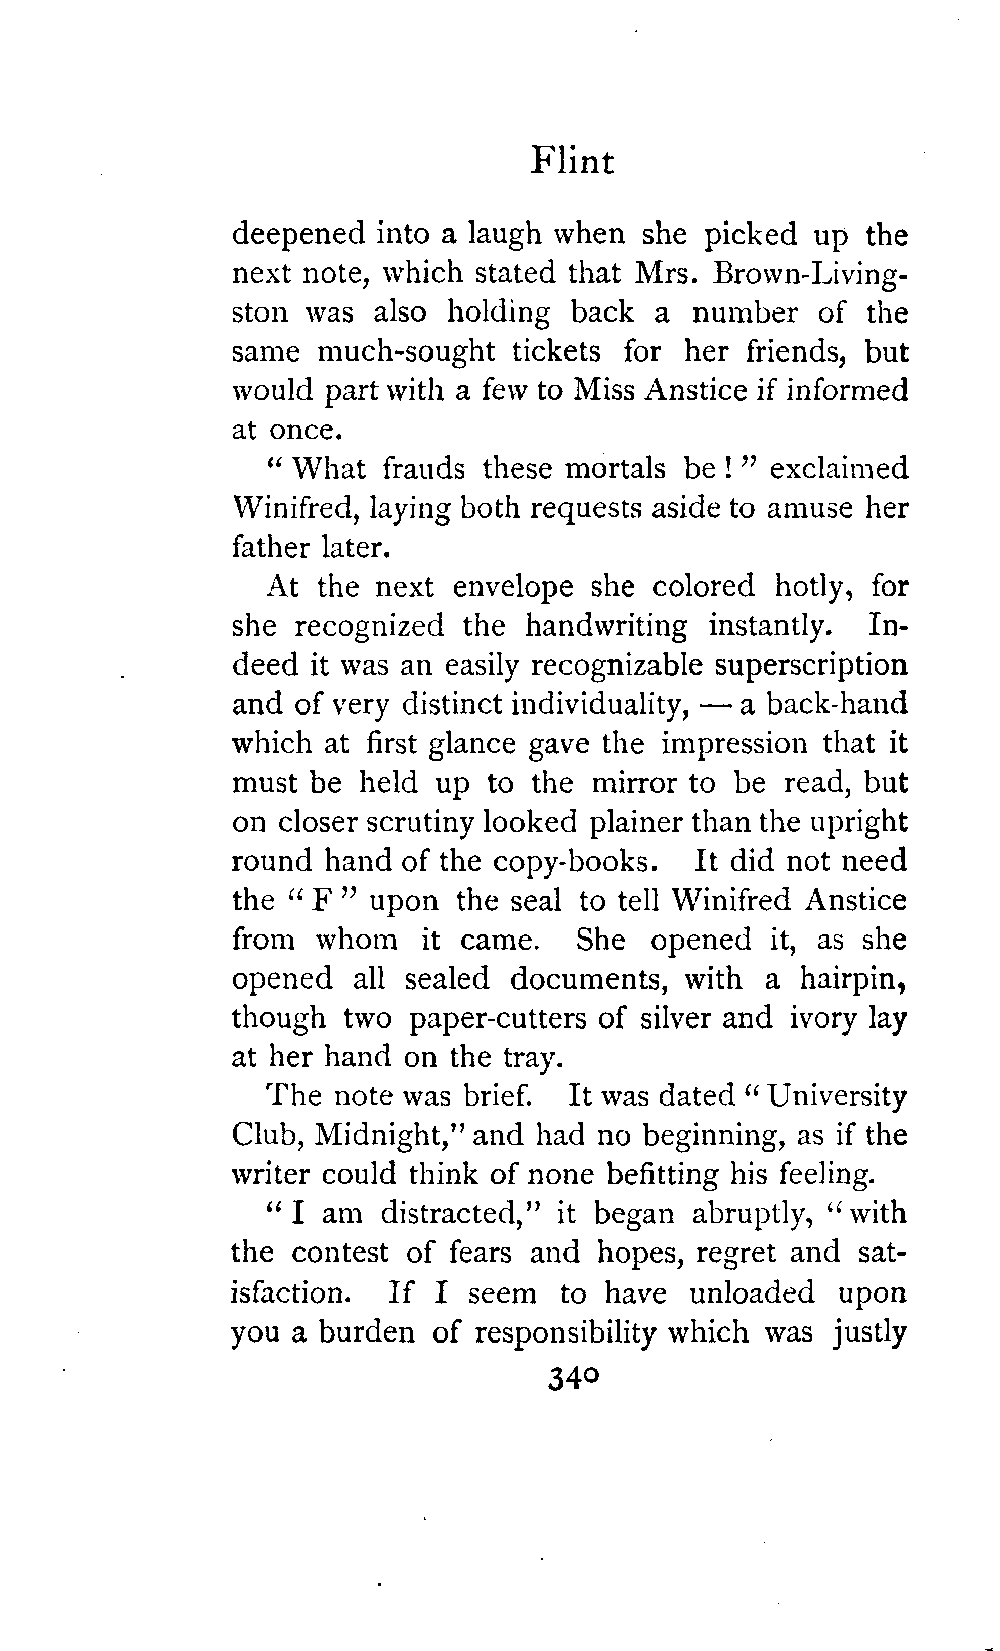 Flint
deepened into a laugh when she picked up the
next note, which stated that Mrs. Brown-Living-
ston was also holding back a number of the
same much-sought tickets for her friends, but
would part with a few to Miss Anstice if informed
at once.
" What frauds these mortals be ! " exclaimed
Winifred, laying both requests aside to amuse her
father later.
At the next envelope she colored hotly, for
she recognized the handwriting instantly. In-
deed it was an easily recognizable superscription
and of very distinct individuality, — a back-hand
which at first glance gave the impression that it
must be held up to the mirror to be read, but
on closer scrutiny looked plainer than the upright
round hand of the copy-books. It did not need
the " F " upon the seal to tell Winifred Anstice
from whom it came. She opened it, as she
opened all sealed documents, with a hairpin,
though two paper-cutters of silver and ivory lay
at her hand on the tray.
The note was brief. It was dated " University
Club, Midnight," and had no beginning, as if the
writer could think of none befitting his feeling.
" I am distracted," it began abruptly, " with
the contest of fears and hopes, regret and sat-
isfaction. If I seem to have unloaded upon
you a burden of responsibility which was justly
340